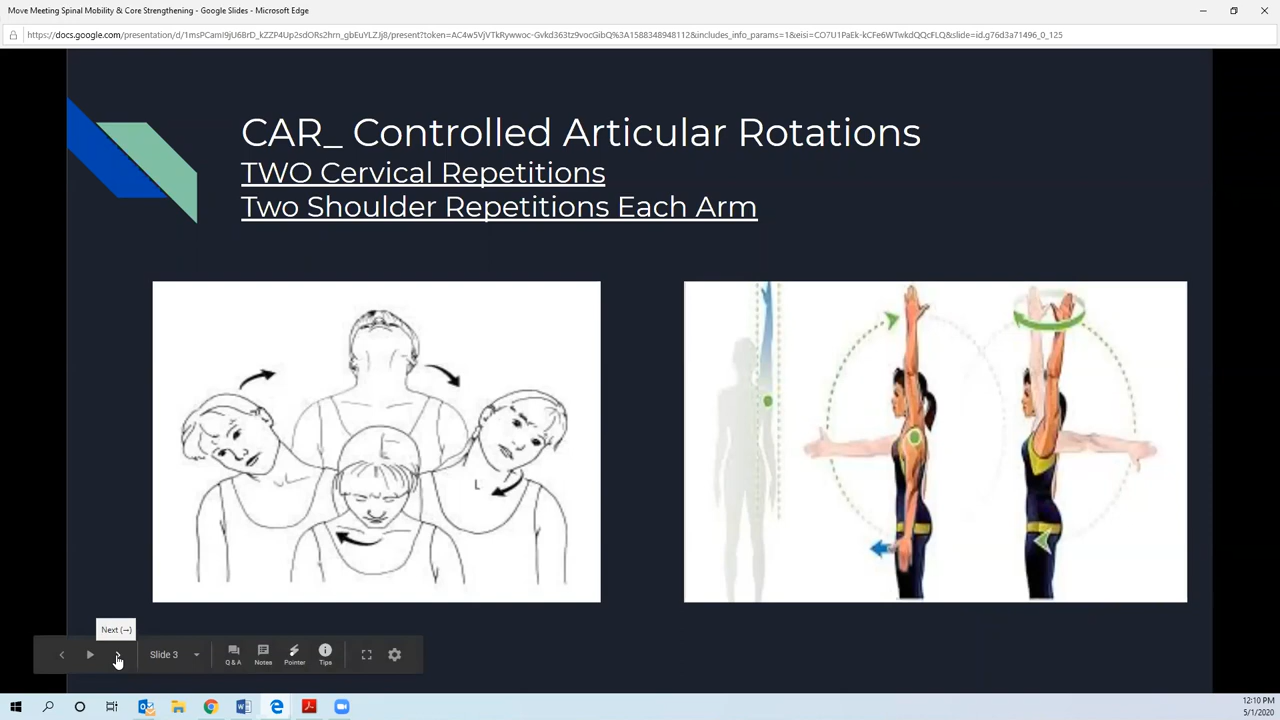 Move Meeting Spinal Mobility & Core Strengthening - Google Slides - Microsoft Edge
CAR_ Controlled Articular Rotations
TWO Cervical Repetitions
Two Shoulder Repetitions Each Arm
Next (→)
Slide 3
Q & A
Notes
Pointer
Tips
12:10 PM
5/1/2020